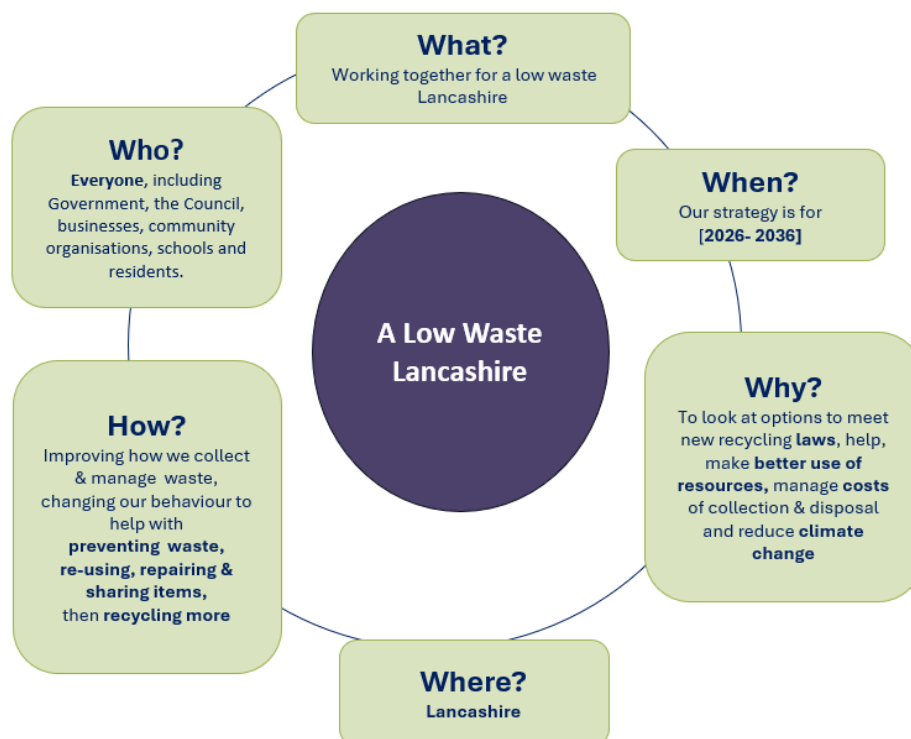 What?
Working together for a low waste
Lancashire
When?
Our strategy is for
[2026- 2036]
Why?
To look at options to meet
new recycling laws, help,
make better use of
resources, manage costs
of collection & disposal
and reduce climate
change
Where?
Lancashire
How?
Improving how we collect
& manage waste,
changing our behaviour to
help with
preventing waste,
re-using, repairing &
sharing items,
then recycling more
Who?
Everyone, including
Government, the Council,
businesses, community
organisations, schools and
residents.
A Low Waste
Lancashire